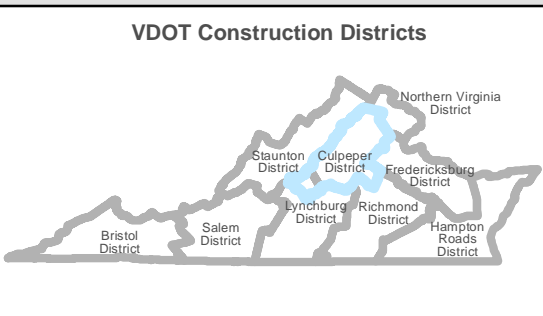 VDOT Construction Districts
Northern Virginia
District
Staunton
District
Culpeper
District
Fredericksburg
District
Lynchburg
District
Richmond
District
Salem
District
Bristol
District
Hampton
Roads
District